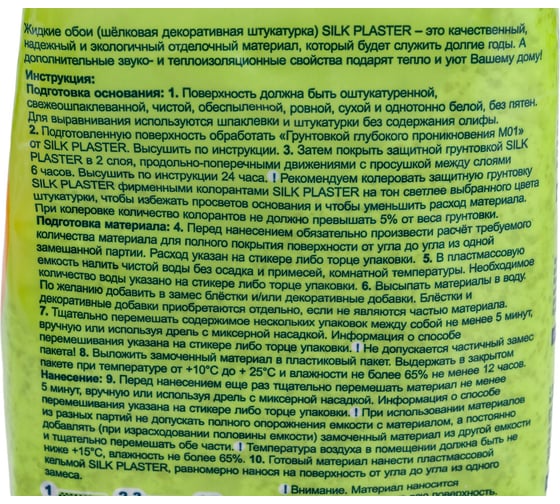 Жидкие обои (шёлковая декоративная штукатурка) SILK PLASTER – это качественный,
надежный и экологичный отделочный материал, который будет служить долгие годы. А
дополнительные звуко- и теплоизоляционные свойства подарят тепло и уют Вашему дому!
Инструкция:
Подготовка основания: 1. Поверхность должна быть оштукатуренной,
свежеошпаклеванной, чистой, обеспыленной, ровной, сухой и однотонно белой, без пятен.
Для выравнивания используются шпаклевки и штукатурки без содержания олифы.
2. Подготовленную поверхность обработать «Грунтовкой глубокого проникновения М01»
от SILK PLASTER. Высушить по инструкции. 3. Затем покрыть защитной грунтовкой SILK
PLASTER в 2 слоя, продольно-поперечными движениями с просушкой между слоями
6 часов. Высушить по инструкции 24 часа. ! Рекомендуем колеровать защитную грунтовку
SILK PLASTER фирменными колорантами SILK PLASTER на тон светлее выбранного цвета
штукатурки, чтобы избежать просветов основания и чтобы уменьшить расход материала.
При колеровке количество колорантов не должно превышать 5% от веса грунтовки.
Подготовка материала: 4. Перед нанесением обязательно произвести расчёт требуемого
количества материала для полного покрытия поверхности от угла до угла из одной
замешанной партии. Расход указан на стикере либо торце упаковки. 5. В пластмассовую
емкость налить чистой воды без осадка и примесей, комнатной температуры. Необходимое
количество воды указано на стикере либо торце упаковки. 6. Высыпать материалы в воду.
По желанию добавить в замес блёстки и/или декоративные добавки. Блёстки и
декоративные добавки приобретаются отдельно, если не являются частью материала.
7. Тщательно перемешать содержимое нескольких упаковок между собой не менее 5 минут,
вручную или используя дрель с миксерной насадкой. Информация о способе
перемешивания указана на стикере либо торце упаковки. ! Не допускается частичный замес
пакета! 8. Выложить замоченный материал в пластиковый пакет. Выдержать в закрытом
пакете при температуре от +10°C до + 25°C и влажности не более 65% не менее 12 часов.
Нанесение: 9. Перед нанесением еще раз тщательно перемешать материал не менее
5 минут, вручную или используя дрель с миксерной насадкой. Информация о способе
перемешивания указана на стикере либо торце упаковки. ! При использовании материалов
из разных партий не допускать полного опорожнения емкости с материалом, а постоянно
добавлять (при израсходовании половины емкости) замоченный материал из другой емкости
и тщательно перемешать обе части. ! Температура воздуха в помещении должна быть не
ниже +15°C, влажность не более 65%. 10. Готовый материал нанести пластмассовой
кельмой SILK PLASTER, равномерно нанося на поверхность от угла до угла из одного
замеса.
! Внимание. Материал наносится
1